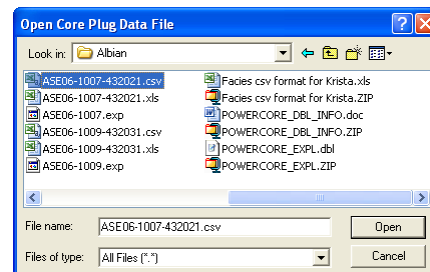 Open Core Plug Data File
Look in: Albian
ASE06-1007-432021.csv
ASE06-1007-432021.xls
ASE06-1007.exp
ASE06-1009-432031.csv
ASE06-1009-432031.xls
ASE06-1009.exp
Facies csv format for Krista.xls
Facies csv format for Krista.ZIP
POWERCORE_DBL_INFO.doc
POWERCORE_DBL_INFO.ZIP
POWERCORE_EXPL.dbl
POWERCORE_EXPL.ZIP
File name: ASE06-1007-432021.csv Open
Files of type: All Files (*.*) Cancel